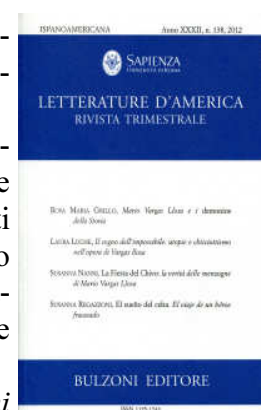 ISPANOAMERICANA Anno XXXII, n. 138, 2012
SAPIENZA
LETTERATURE D'AMERICA
RIVISTA TRIMESTRALE
ROSA MARIA GRILLO, Mario Vargas Llosa e i demonios
della Storia
LAURA LUCHE, Il sogno dell'impossibile: utopie e chisciottismo
nell'opera di Vargas Llosa
SUSANNA NANNI, La Fiesta del Chivo: la verità delle menzogne
di Mario Vargas Llosa
SUSANNA REGAZZONI, El sueño del celta. El viaje de un héroe
fracasado
BULZONI EDITORE
ISSN